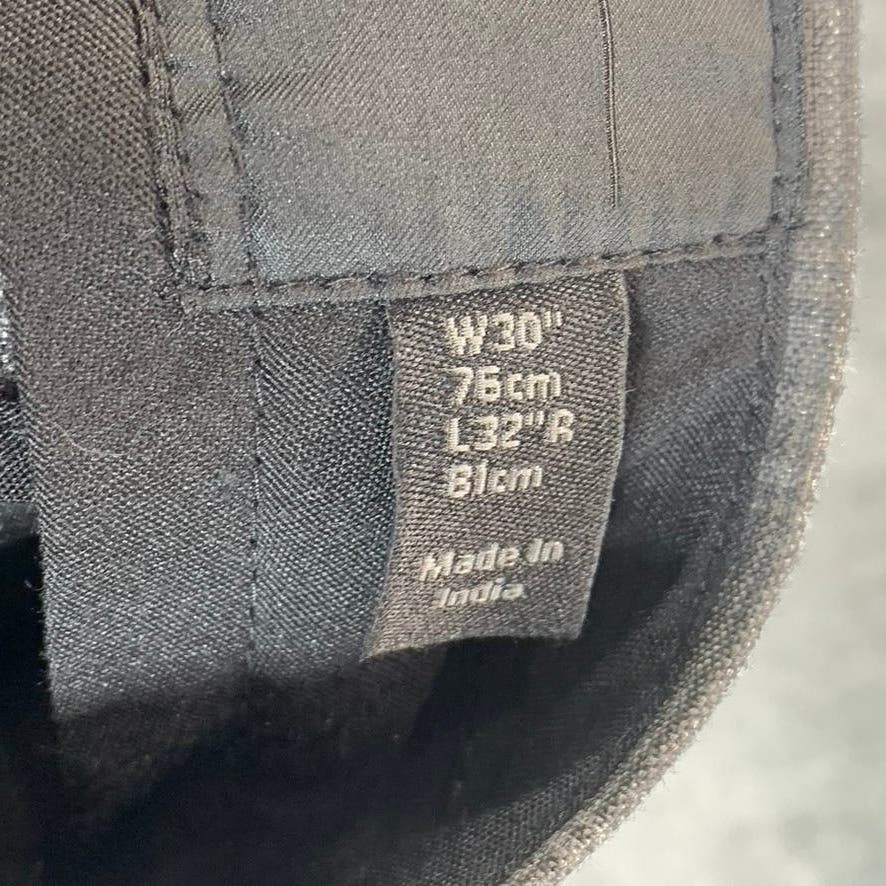 W30"
76cm
L32"R
81cm
Made in
India